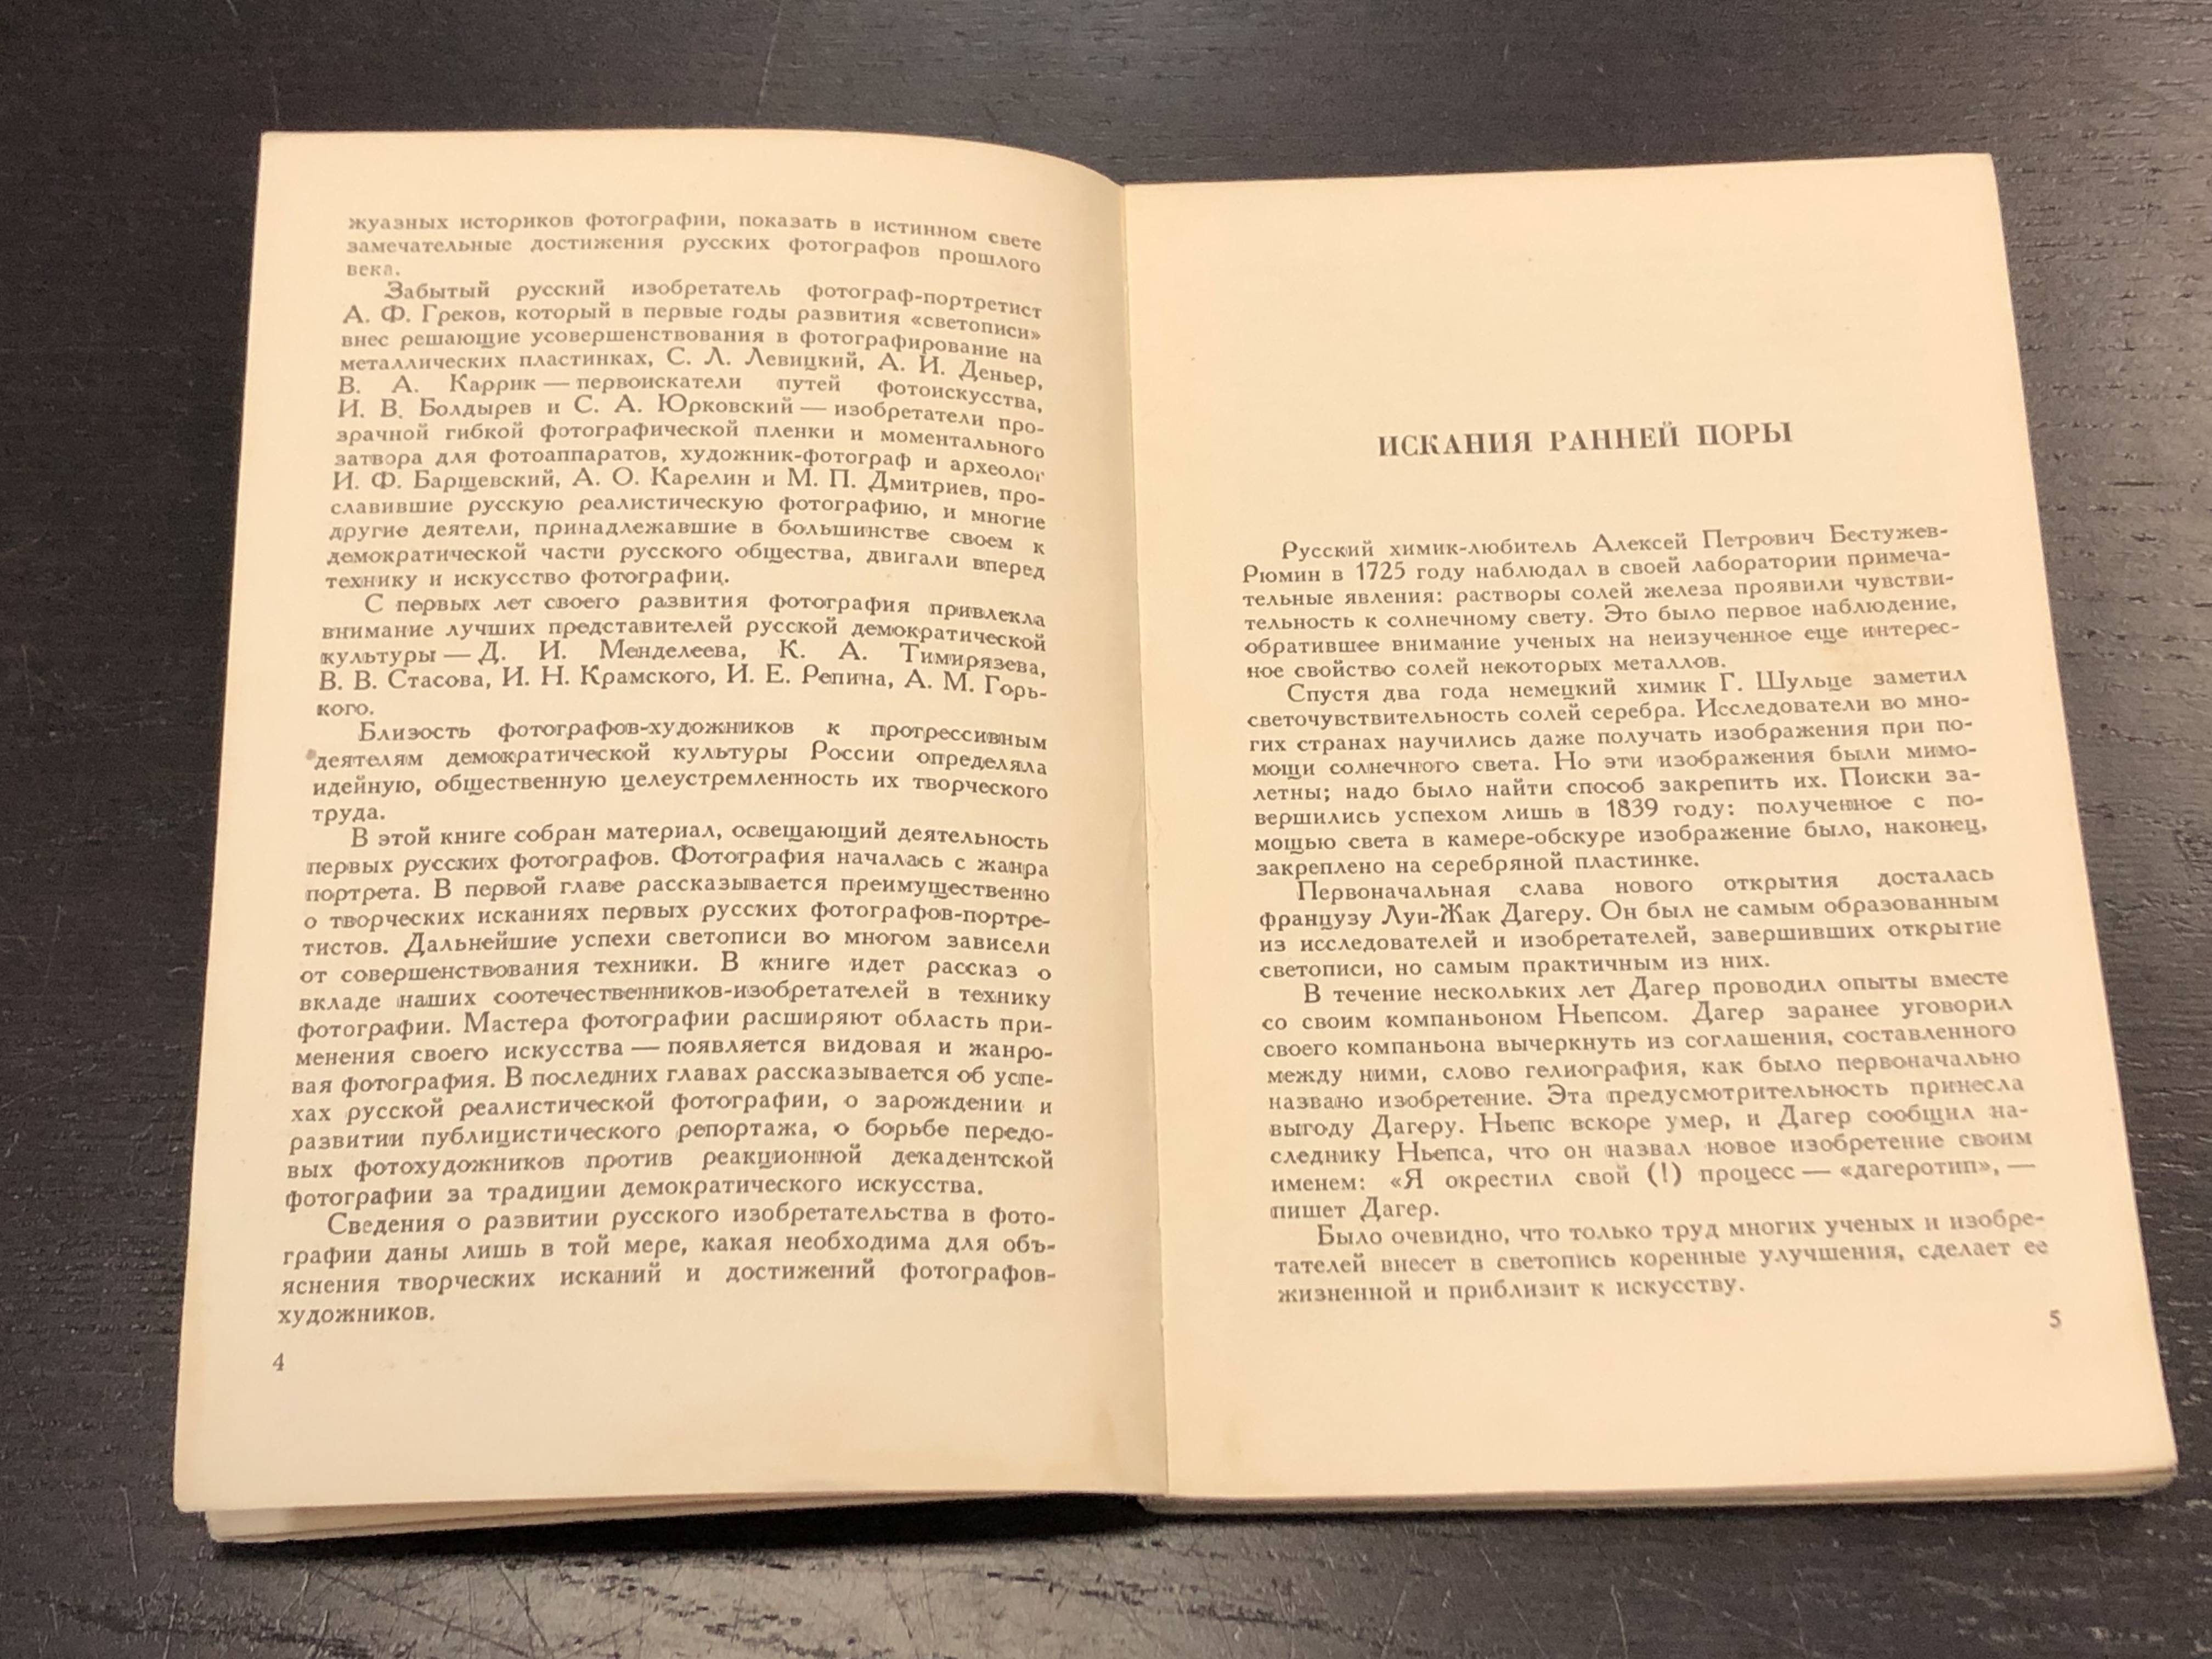 жуазных историков фотографии, показать в истинном свете
замечательные достижения русских фотографов прошлого
века.
Забытый русский изобретатель фотограф-портретист
А. Ф. Греков, который в первые годы развития «светописи»
внес решающие усовершенствования в фотографирование на
металлических пластинках, С. Л. Левицкий, А. И. Деньер,
В. А. Каррик — первоискатели путей фотоискусства,
И. В. Болдырев и С. А. Юрковский — изобретатели про-
зрачной гибкой фотографической пленки и моментального
затвора для фотоаппаратов, художник-фотограф и археолог
И. Ф. Барщевский, А. О. Карелин и М. П. Дмитриев, про-
славившие русскую реалистическую фотографию, и многие
другие деятели, принадлежавшие в большинстве своем к
демократической части русского общества, двигали вперед
технику и искусство фотографии.
С первых лет своего развития фотография привлекла
внимание лучших представителей русской демократической
культуры — Д. И. Менделеева, К. А. Тимирязева,
В. В. Стасова, И. Н. Крамского, И. Е. Репина, А. М. Горь-
кого.
Близость фотографов-художников к прогрессивным
деятелям демократической культуры России определяла
идейную, общественную целеустремленность их творческого
труда.
В этой книге собран материал, освещающий деятельность
первых русских фотографов. Фотография началась с жанра
портрета. В первой главе рассказывается преимущественно
о творческих исканиях первых русских фотографов-портре-
тистов. Дальнейшие успехи светописи во многом зависели
от совершенствования техники. В книге идет рассказ о
вкладе наших соотечественников-изобретателей в технику
фотографии. Мастера фотографии расширяют область при-
менения своего искусства — появляется видовая и жанро-
вая фотография. В последних главах рассказывается об успе-
хах русской реалистической фотографии, о зарождении и
развитии публицистического репортажа, о борьбе передо-
вых фотохудожников против реакционной декадентской
фотографии за традиции демократического искусства.
Сведения о развитии русского изобретательства в фото-
графии даны лишь в той мере, какая необходима для объ-
яснения творческих исканий и достижений фотографов-
художников.
4
ИСКАНИЯ РАННЕЙ ПОРЫ
Русский химик-любитель Алексей Петрович Бестужев-
Рюмин в 1725 году наблюдал в своей лаборатории примеча-
тельные явления: растворы солей железа проявили чувстви-
тельность к солнечному свету. Это было первое наблюдение,
обратившее внимание ученых на неизученное еще интерес-
ное свойство солей некоторых металлов.
Спустя два года немецкий химик Г. Шульце заметил
светочувствительность солей серебра. Исследователи во мно-
гих странах научились даже получать изображения при по-
мощи солнечного света. Но эти изображения были мимо-
летны; надо было найти способ закрепить их. Поиски за-
вершились успехом лишь в 1839 году: полученное с по-
мощью света в камере-обскуре изображение было, наконец,
закреплено на серебряной пластинке.
Первоначальная слава нового открытия досталась
французу Луи-Жак Дагеру. Он был не самым образованным
из исследователей и изобретателей, завершивших открытие
светописи, но самым практичным из них.
В течение нескольких лет Дагер проводил опыты вместе
со своим компаньоном Ньепсом. Дагер заранее уговорил
своего компаньона вычеркнуть из соглашения, составленного
между ними, слово гелиография, как было первоначально
названо изобретение. Эта предусмотрительность принесла
выгоду Дагеру. Ньепс вскоре умер, и Дагер сообщил на-
следнику Ньепса, что он назвал новое изобретение своим
именем: «Я окрестил свой (!) процесс — «дагеротип», —
пишет Дагер.
Было очевидно, что только труд многих ученых и изобре-
тателей внесет в светопись коренные улучшения, сделает ее
жизненной и приблизит к искусству.
5